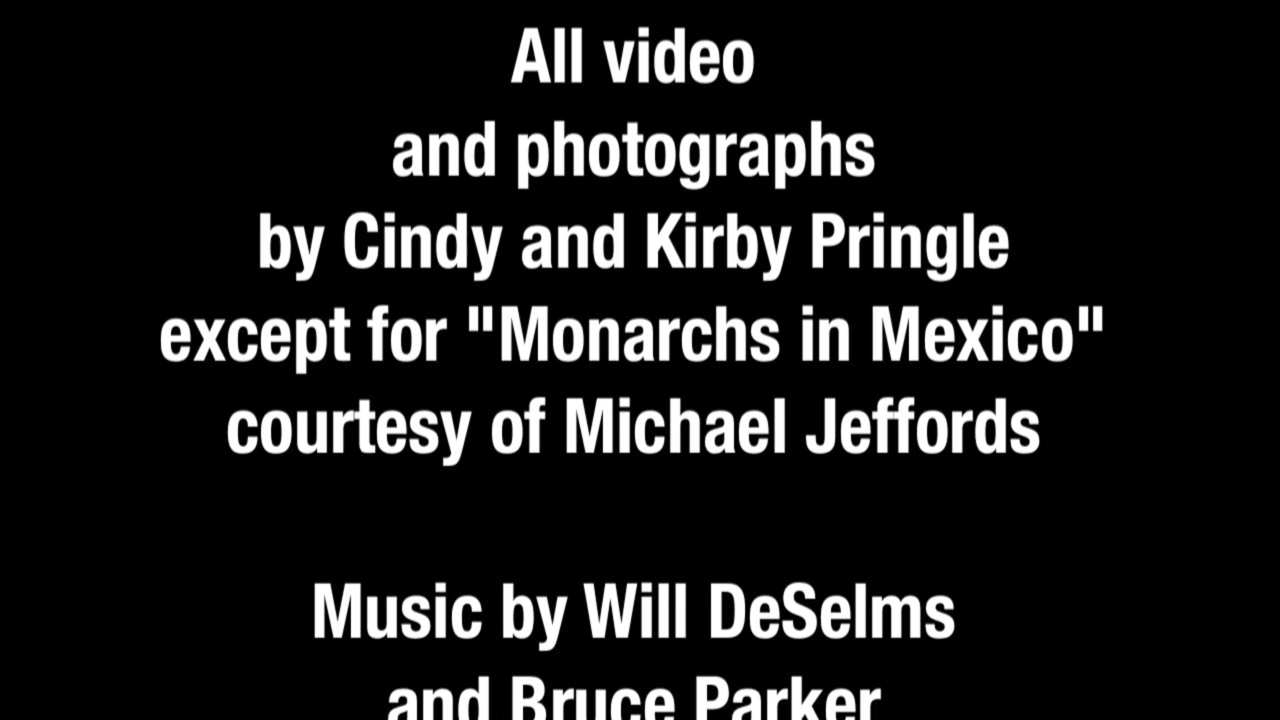 All video
and photographs
by Cindy and Kirby Pringle
except for "Monarchs in Mexico"
courtesy of Michael Jeffords
Music by Will DeSelms
and Bruce Parker